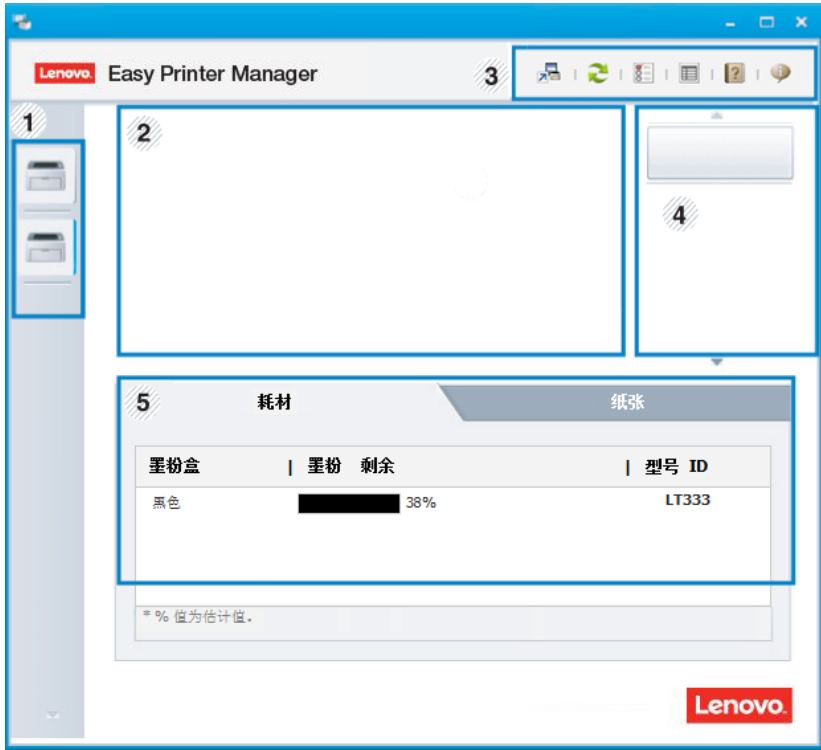 Lenovo. Easy Printer Manager
3
1
2
4
5 耗材 纸张
墨粉盒 | 墨粉 剩余 | 型号 ID
黑色 38% LT333
* % 值为估计值。
Lenovo.